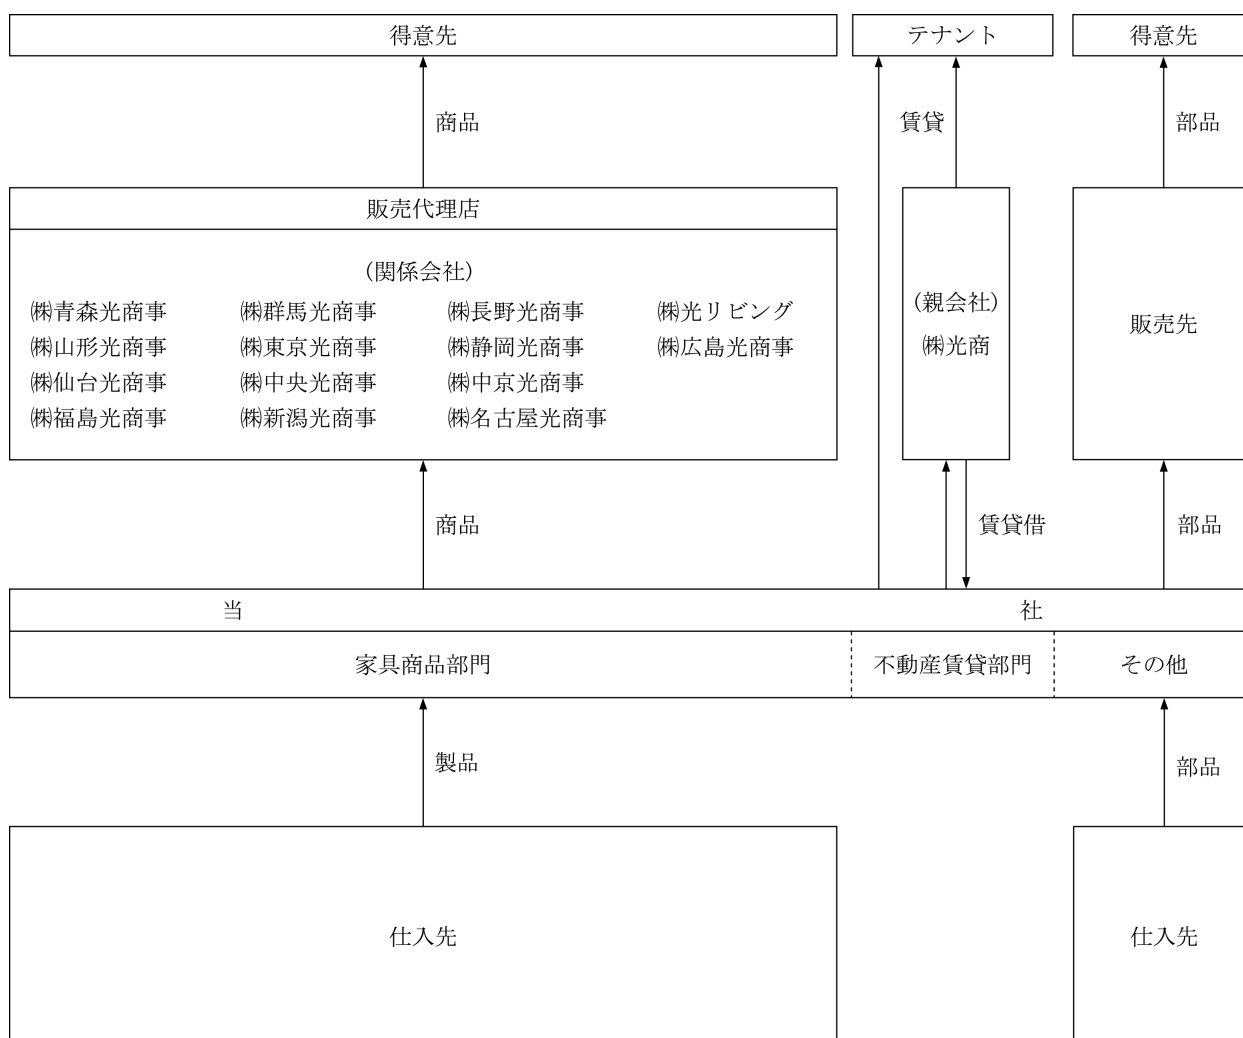 得意先
テナント
得意先
商品
賃貸
部品
販売代理店
(関係会社)
㈱青森光商事 ㈱群馬光商事 ㈱長野光商事 ㈱光リビング
㈱山形光商事 ㈱東京光商事 ㈱静岡光商事 ㈱広島光商事
㈱仙台光商事 ㈱中央光商事 ㈱中京光商事
㈱福島光商事 ㈱新潟光商事 ㈱名古屋光商事
(親会社)
㈱光商
販売先
商品
賃貸借
部品
当 社
家具商品部門
不動産賃貸部門
その他
製品
部品
仕入先
仕入先